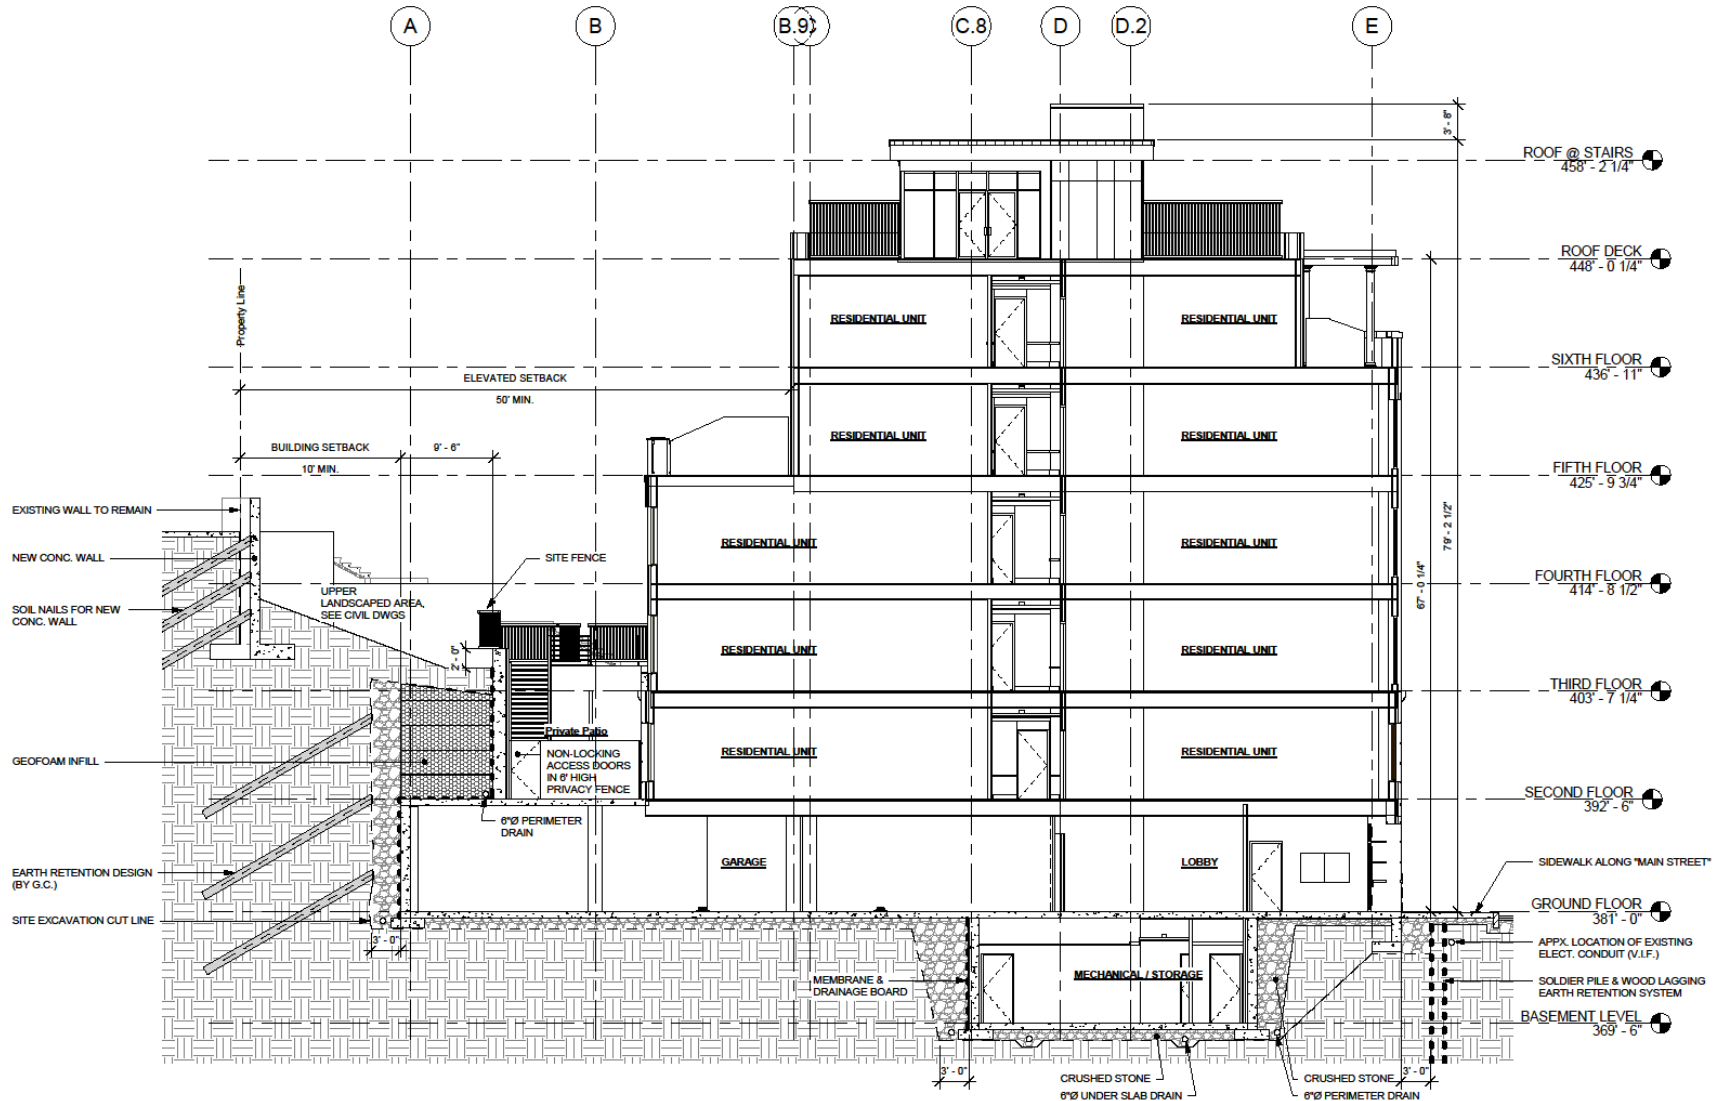 A
B
B.9
C.8
D
D.2
E
3' - 8"
ROOF @ STAIRS
458' - 2 1/4"
ROOF DECK
448' - 0 1/4"
Property Line
RESIDENTIAL UNIT
RESIDENTIAL UNIT
SIXTH FLOOR
436' - 11"
ELEVATED SETBACK
50' MIN.
RESIDENTIAL UNIT
RESIDENTIAL UNIT
BUILDING SETBACK
9' - 6"
10' MIN.
FIFTH FLOOR
425' - 9 3/4"
EXISTING WALL TO REMAIN
79' - 2 1/2"
RESIDENTIAL UNIT
RESIDENTIAL UNIT
NEW CONC. WALL
SITE FENCE
67' - 0 1/4"
FOURTH FLOOR
414' - 8 1/2"
UPPER
LANDSCAPED AREA,
SEE CIVIL DWGS
SOIL NAILS FOR NEW
CONC. WALL
2' - 0"
RESIDENTIAL UNIT
RESIDENTIAL UNIT
THIRD FLOOR
403' - 7 1/4"
Private Patio
NON-LOCKING
ACCESS DOORS
IN 6' HIGH
PRIVACY FENCE
RESIDENTIAL UNIT
RESIDENTIAL UNIT
GEOFOAM INFILL
SECOND FLOOR
392' - 6"
6"Ø PERIMETER
DRAIN
GARAGE
LOBBY
SIDEWALK ALONG "MAIN STREET"
EARTH RETENTION DESIGN
(BY G.C.)
SITE EXCAVATION CUT LINE
GROUND FLOOR
381' - 0"
3' - 0"
APPX. LOCATION OF EXISTING
ELECT. CONDUIT (V.I.F.)
MEMBRANE &
DRAINAGE BOARD
MECHANICAL / STORAGE
SOLDIER PILE & WOOD LAGGING
EARTH RETENTION SYSTEM
BASEMENT LEVEL
369' - 6"
3' - 0"
3' - 0"
CRUSHED STONE
6"Ø UNDER SLAB DRAIN
CRUSHED STONE
6"Ø PERIMETER DRAIN